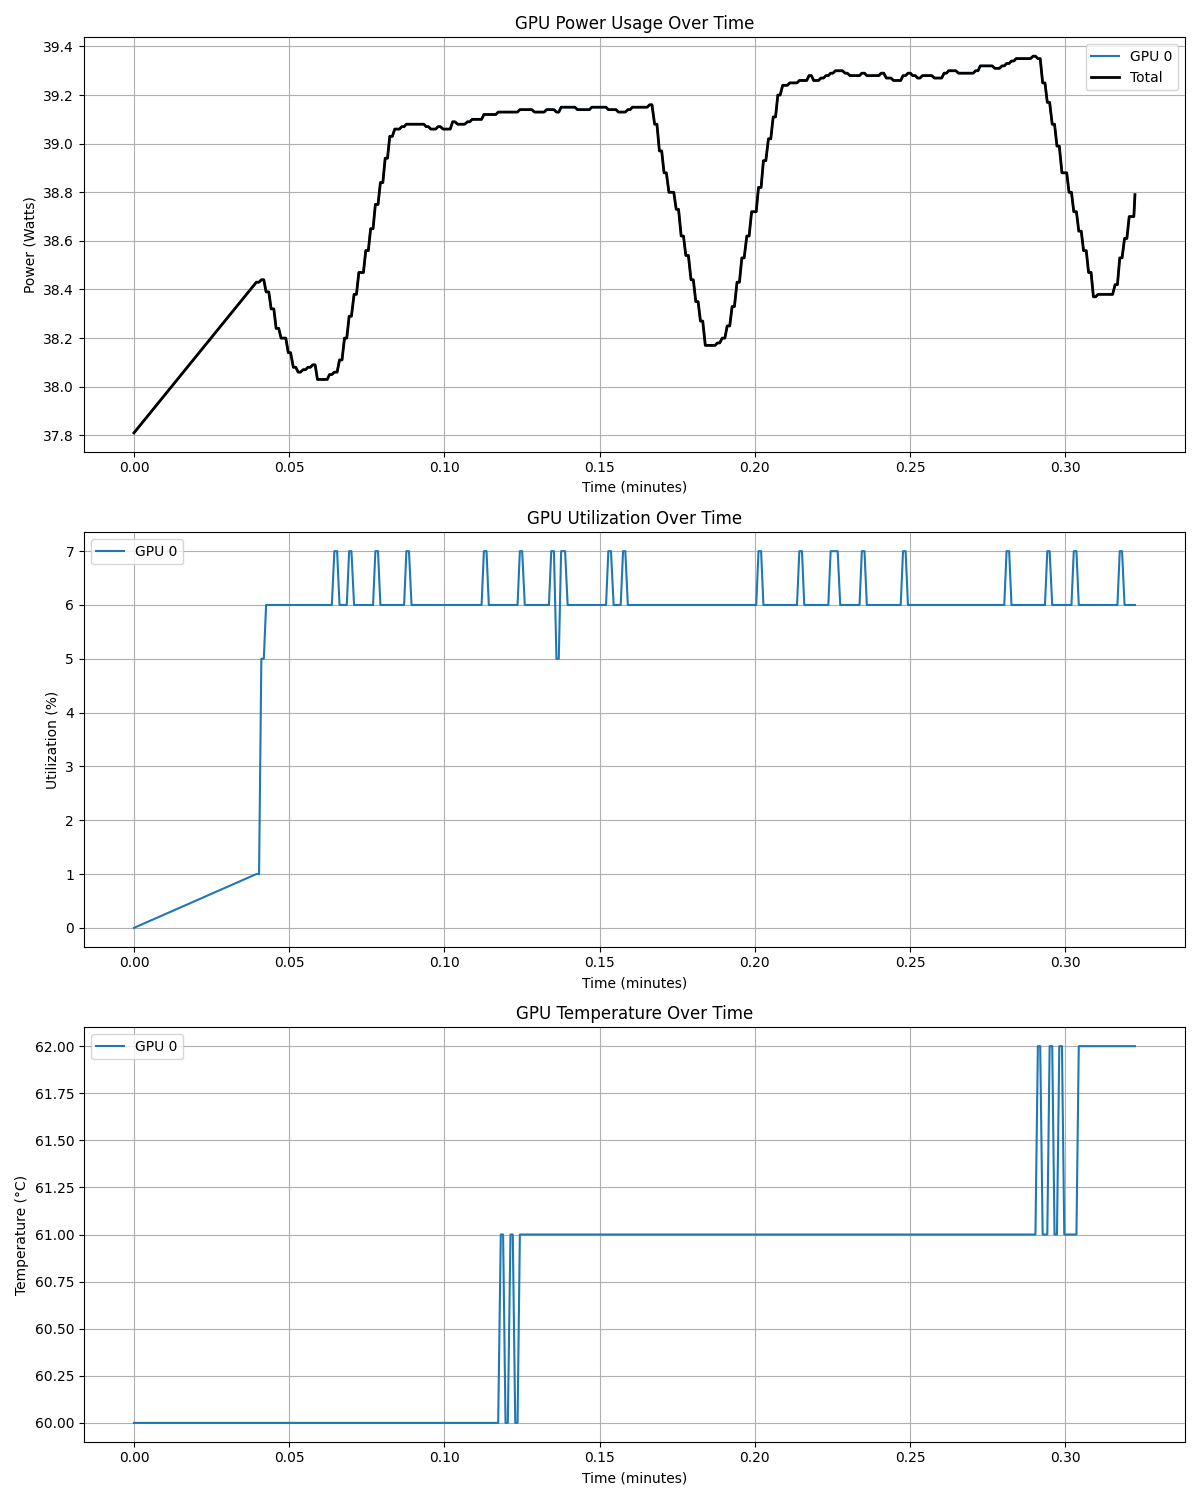 GPU Power Usage Over Time
39.4
39.2
39.0
38.8
38.6
38.4
38.2
38.0
37.8
Power (Watts)
GPU 0
Total
0.00 0.05 0.10 0.15 0.20 0.25 0.30
Time (minutes)
GPU Utilization Over Time
7
6
5
4
3
2
1
0
Utilization (%)
GPU 0
0.00 0.05 0.10 0.15 0.20 0.25 0.30
Time (minutes)
GPU Temperature Over Time
62.00
61.75
61.50
61.25
61.00
60.75
60.50
60.25
60.00
Temperature (°C)
GPU 0
0.00 0.05 0.10 0.15 0.20 0.25 0.30
Time (minutes)